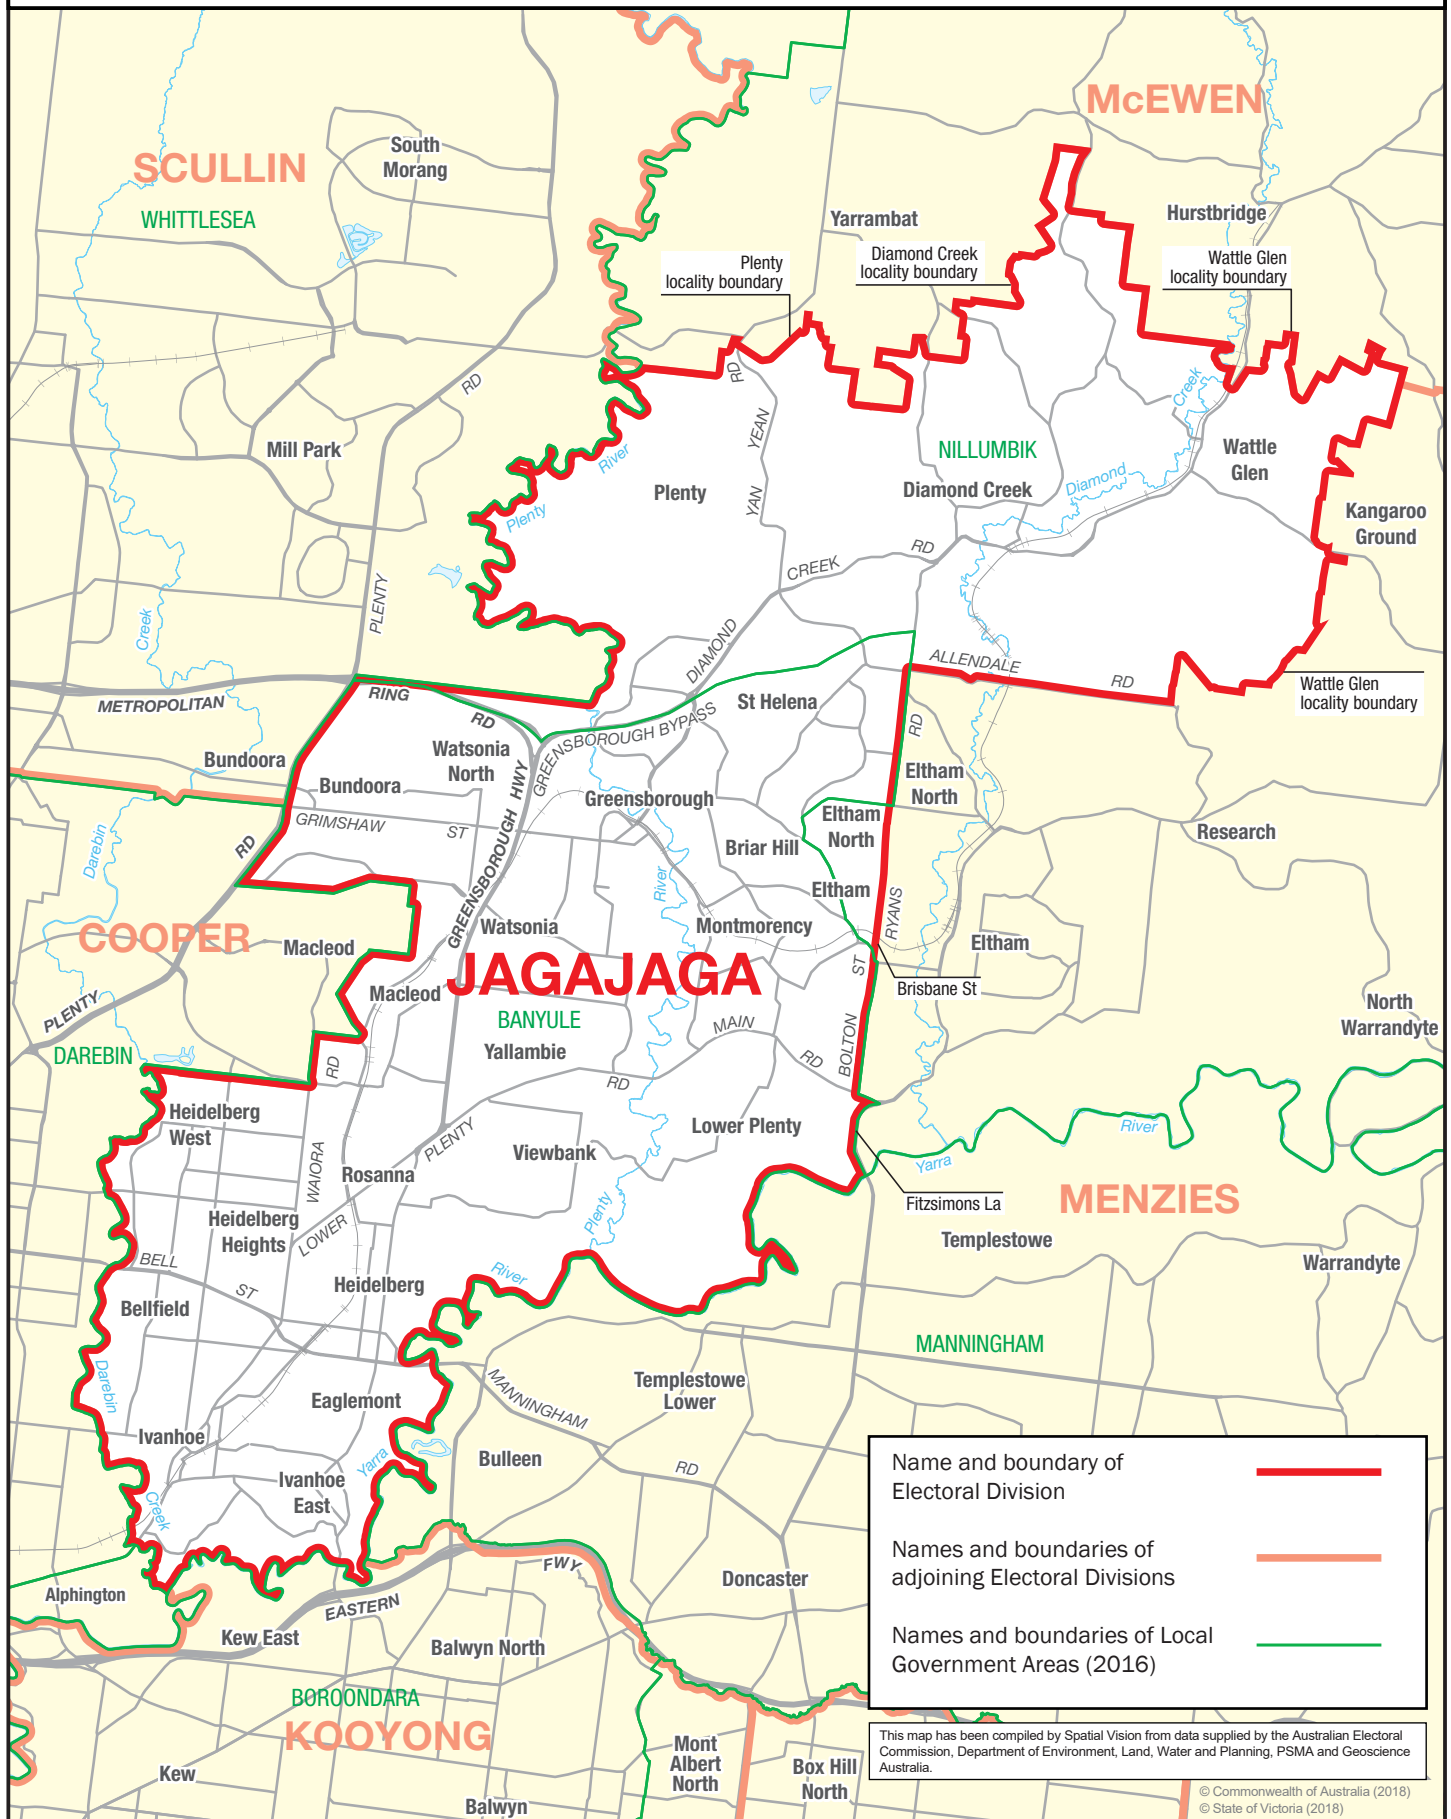 McEWEN
SCULLIN
South
Morang
WHITTLESEA
Yarrambat
Hurstbridge
Plenty
locality boundary
Diamond Creek
locality boundary
Wattle Glen
locality boundary
RD
RD
Creek
YEAN
Mill Park
River
NILLUMBIK
Wattle
Glen
Plenty
YAN
Diamond Creek
Diamond
Plenty
Kangaroo
Ground
RD
CREEK
PLENTY
Creek
DIAMOND
ALLENDALE
RD
METROPOLITAN
RING
RD
St Helena
Wattle Glen
locality boundary
GREENSBOROUGH BYPASS
RD
Bundoora
Watsonia
North
Bundoora
Eltham
North
Greensborough
GREENSBOROUGH HWY
GRIMSHAW
ST
Eltham
North
Research
Darebin
RD
Briar Hill
River
Eltham
RYANS
COOPER
Macleod
Watsonia
Montmorency
Eltham
JAGAJAGA
Macleod
ST
Brisbane St
PLENTY
BANYULE
MAIN
North
Warrandyte
DAREBIN
Yallambie
RD
BOLTON
RD
RD
Heidelberg
West
Lower Plenty
River
PLENTY
Viewbank
WAIORA
Rosanna
Yarra
Fitzsimons La
MENZIES
Plenty
Heidelberg
Heights
LOWER
Templestowe
Warrandyte
BELL
ST
River
Heidelberg
Bellfield
MANNINGHAM
Darebin
Templestowe
Lower
MANNINGHAM
Eaglemont
Ivanhoe
Yarra
Bulleen
RD
Ivanhoe
East
Creek
Name and boundary of
Electoral Division
Names and boundaries of
adjoining Electoral Divisions
Names and boundaries of Local
Government Areas (2016)
FWY
Doncaster
Alphington
EASTERN
Kew East
Balwyn North
BOROONDARA
KOOYONG
Mont
Albert
North
Box Hill
North
Kew
Balwyn
This map has been compiled by Spatial Vision from data supplied by the Australian Electoral
Commission, Department of Environment, Land, Water and Planning, PSMA and Geoscience
Australia.
© Commonwealth of Australia (2018)
© State of Victoria (2018)